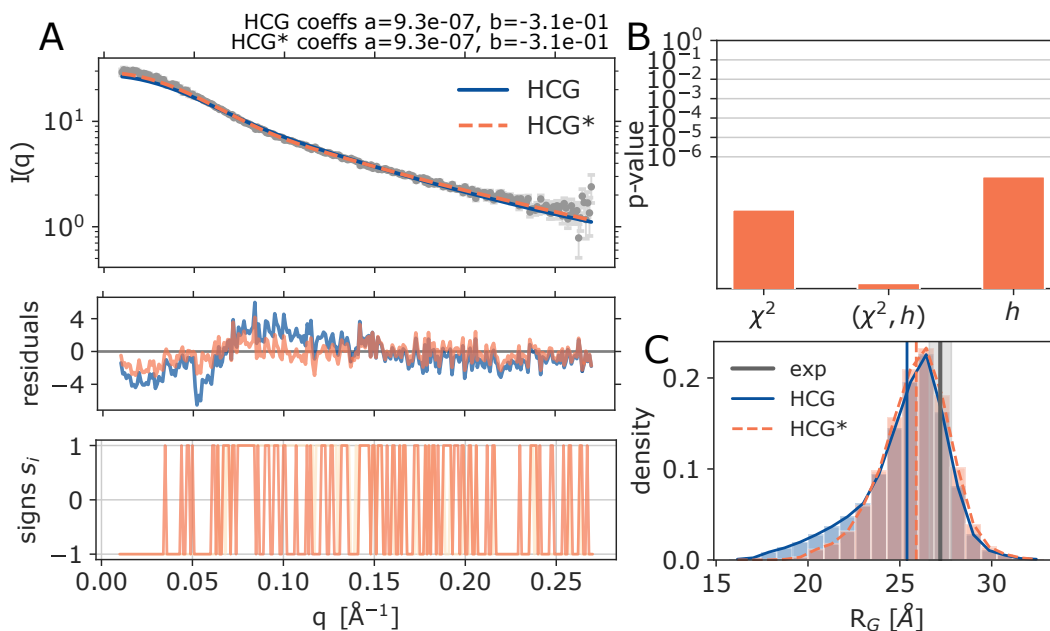 HCG coeffs a=9.3e-07, b=-3.1e-01
HCG* coeffs a=9.3e-07, b=-3.1e-01
A
I(q)
10¹
10⁰
HCG
HCG*
residuals
4
0
−4
signs sᵢ
1
0
−1
0.00
0.05
0.10
0.15
0.20
0.25
q [Å⁻¹]
B
p-value
10⁰
10⁻¹
10⁻²
10⁻³
10⁻⁴
10⁻⁵
10⁻⁶
χ²
(χ², h)
h
C
density
0.2
0.1
0.0
exp
HCG
HCG*
15
20
25
30
R_G [Å]